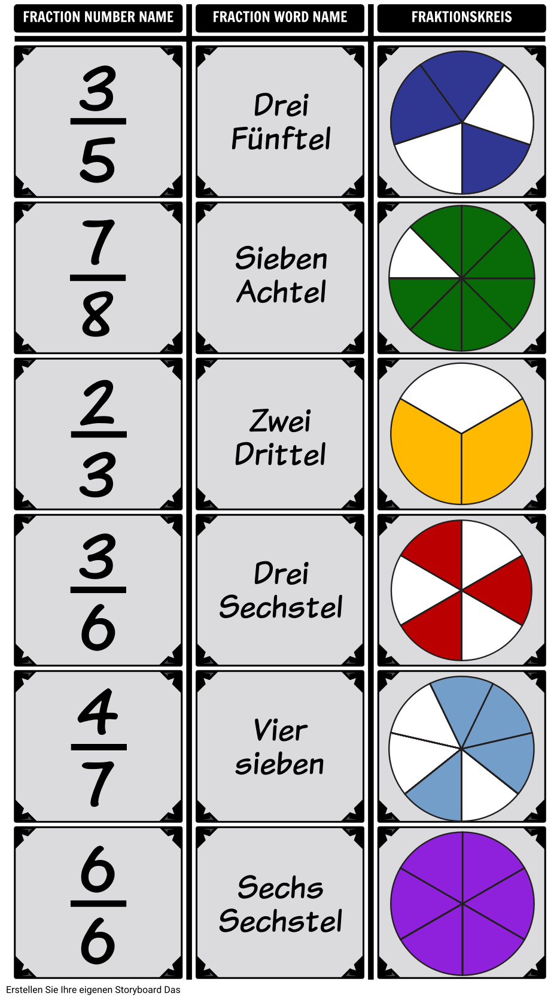 FRACTION NUMBER NAME
FRACTION WORD NAME
FRAKTIONSKREIS
3
5
Drei
Fünftel
7
8
Sieben
Achtel
2
3
Zwei
Drittel
3
6
Drei
Sechstel
4
7
Vier
sieben
6
6
Sechs
Sechstel
Erstellen Sie Ihre eigenen Storyboard Das